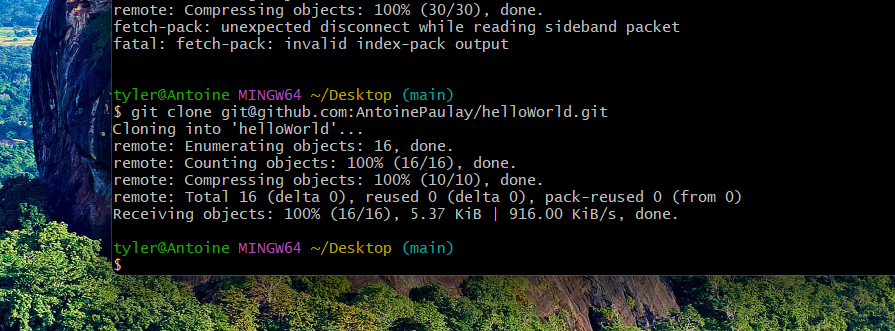 remote: Compressing objects: 100% (30/30), done.
fetch-pack: unexpected disconnect while reading sideband packet
fatal: fetch-pack: invalid index-pack output
tyler@Antoine MINGW64 ~/Desktop (main)
$ git clone git@github.com:AntoinePaulay/helloWorld.git
Cloning into 'helloWorld'...
remote: Enumerating objects: 16, done.
remote: Counting objects: 100% (16/16), done.
remote: Compressing objects: 100% (10/10), done.
remote: Total 16 (delta 0), reused 0 (delta 0), pack-reused 0 (from 0)
Receiving objects: 100% (16/16), 5.37 KiB | 916.00 KiB/s, done.
tyler@Antoine MINGW64 ~/Desktop (main)
$